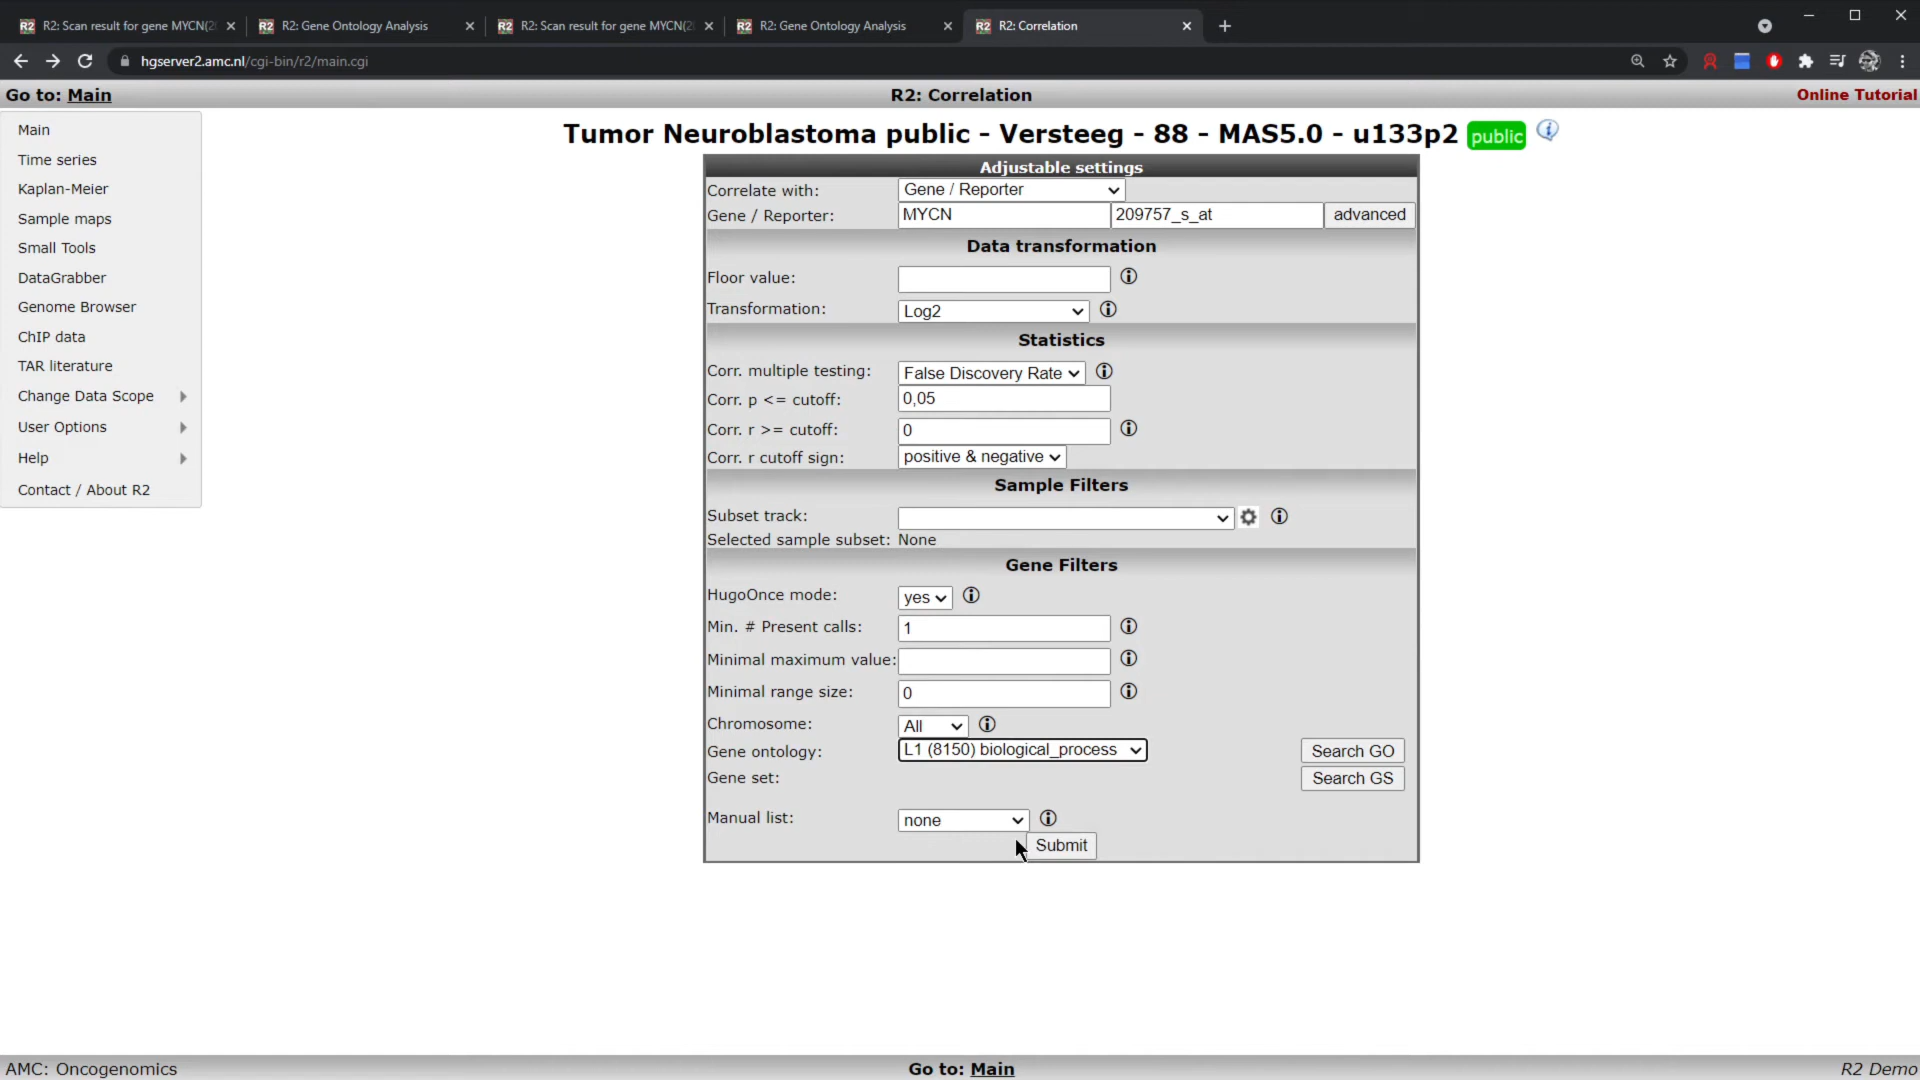 R2: Scan result for gene MYCN(2
R2: Gene Ontology Analysis
R2: Scan result for gene MYCN(2
R2: Gene Ontology Analysis
R2: Correlation
hgserver2.amc.nl/cgi-bin/r2/main.cgi
Go to: Main
R2: Correlation
Online Tutorial
Main
Time series
Kaplan-Meier
Sample maps
Small Tools
DataGrabber
Genome Browser
ChIP data
TAR literature
Change Data Scope
User Options
Help
Contact / About R2
Tumor Neuroblastoma public - Versteeg - 88 - MAS5.0 - u133p2 public
Adjustable settings
Correlate with: Gene / Reporter
Gene / Reporter: MYCN 209757_s_at advanced
Data transformation
Floor value:
Transformation: Log2
Statistics
Corr. multiple testing: False Discovery Rate
Corr. p <= cutoff: 0,05
Corr. r >= cutoff: 0
Corr. r cutoff sign: positive & negative
Sample Filters
Subset track:
Selected sample subset: None
Gene Filters
HugoOnce mode: yes
Min. # Present calls: 1
Minimal maximum value:
Minimal range size: 0
Chromosome: All
Gene ontology: L1 (8150) biological_process Search GO
Gene set: Search GS
Manual list: none
Submit
AMC: Oncogenomics
Go to: Main
R2 Demo